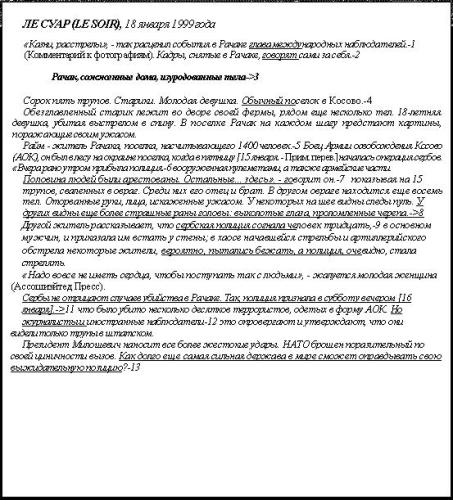 ЛЕ СУАР (LE SOIR), 18 января 1999 года
«Казни, расстрелы», - так расценил события в Рачаке глава международных наблюдателей.-1
(Комментарий к фотографиям). Кадры, снятые в Рачаке, говорят сами за себя.-2
Рачак, сожженные дома, изуродованные тела->3
Сорок пять трупов. Старики. Молодая девушка. Обычный поселок в Косово.-4
Обезглавленный старик лежит во дворе своей фермы, рядом еще несколько тел. 18-летняя
девушка, убитая выстрелом в спину. В поселке Рачак на каждом шагу предстают картины,
поражающие своим ужасом.
Райм - житель Рачака, поселка, насчитывающего 1400 человек.-5 Боец Армии освобождения Косово
(АОК), он был в лесу на окраине поселка, когда в пятницу [15 января. - Прим. перев.] началась операция сербов.
«Вчера рано утром прибыла полиция,-6 вооруженная пулеметами, а также армейские части.
Половина людей были арестованы. Остальные... здесь». - говорит он.-7 показывая на 15
трупов, сваленных в овраг. Среди них его отец и брат. В другом овраге находится еще восемь
тел. Оторванные руки, лица, искаженные ужасом. У некоторых на шее видны следы пуль. У
других видны еще более страшные раны головы: выколотые глаза, проломленные черепа.->8
Другой житель рассказывает, что сербская полиция согнала человек тридцать,-9 в основном
мужчин, и приказала им встать у стены; в хаосе начавшейся стрельбы и артиллерийского
обстрела некоторые жители, вероятно, пытались бежать, а полиция, очевидно, стала
стрелять.
«Надо вовсе не иметь сердца, чтобы поступать так с людьми», - жалуется молодая женщина
(Ассошиэйтед Пресс).
Сербы не отрицают случаев убийства в Рачаке. Так, полиция признала в субботу вечером [16
января],->11 что было убито несколько десятков террористов, одетых в форму АОК. Но
журналисты и иностранные наблюдатели-12 это опровергают и утверждают, что они
видели только трупы в штатском.
Президент Милошевич наносит все более жестокие удары. НАТО брошен поразительный по
своей циничности вызов. Как долго еще самая сильная держава в мире сможет оправдывать свою
выжидательную позицию?-13